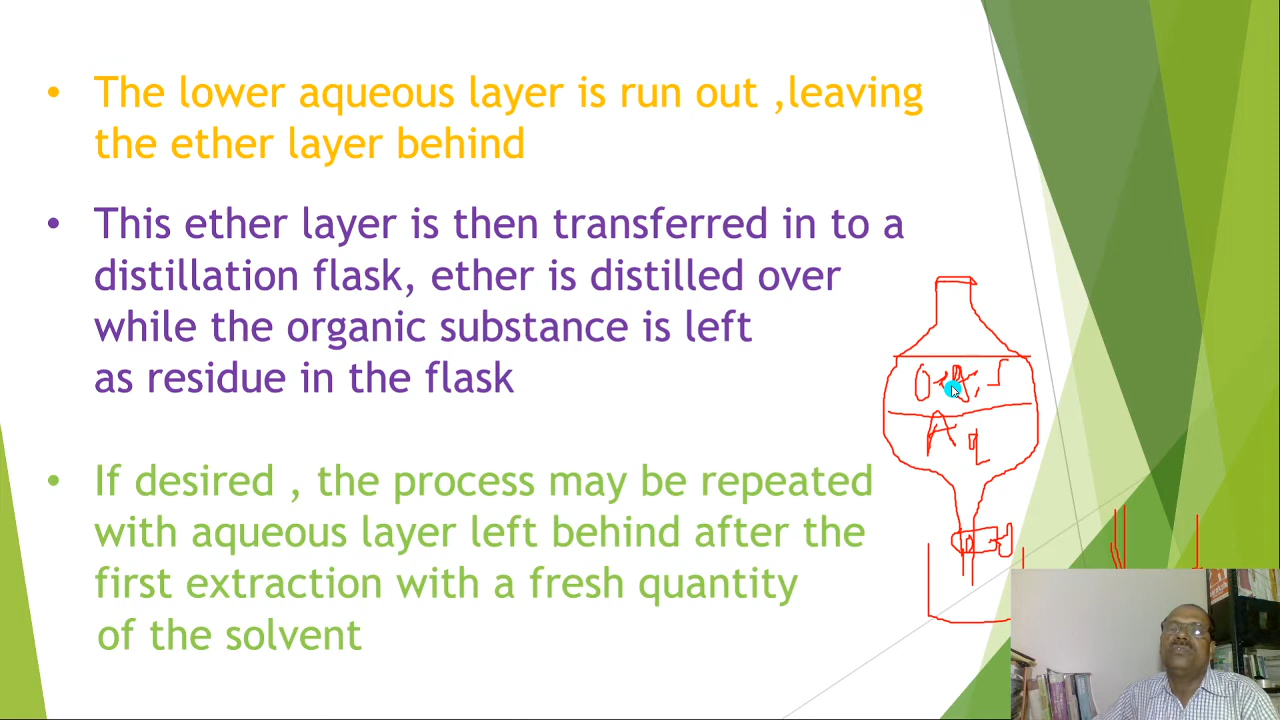 • The lower aqueous layer is run out ,leaving
the ether layer behind
• This ether layer is then transferred in to a
distillation flask, ether is distilled over
while the organic substance is left
as residue in the flask
• If desired , the process may be repeated
with aqueous layer left behind after the
first extraction with a fresh quantity
of the solvent
Aq